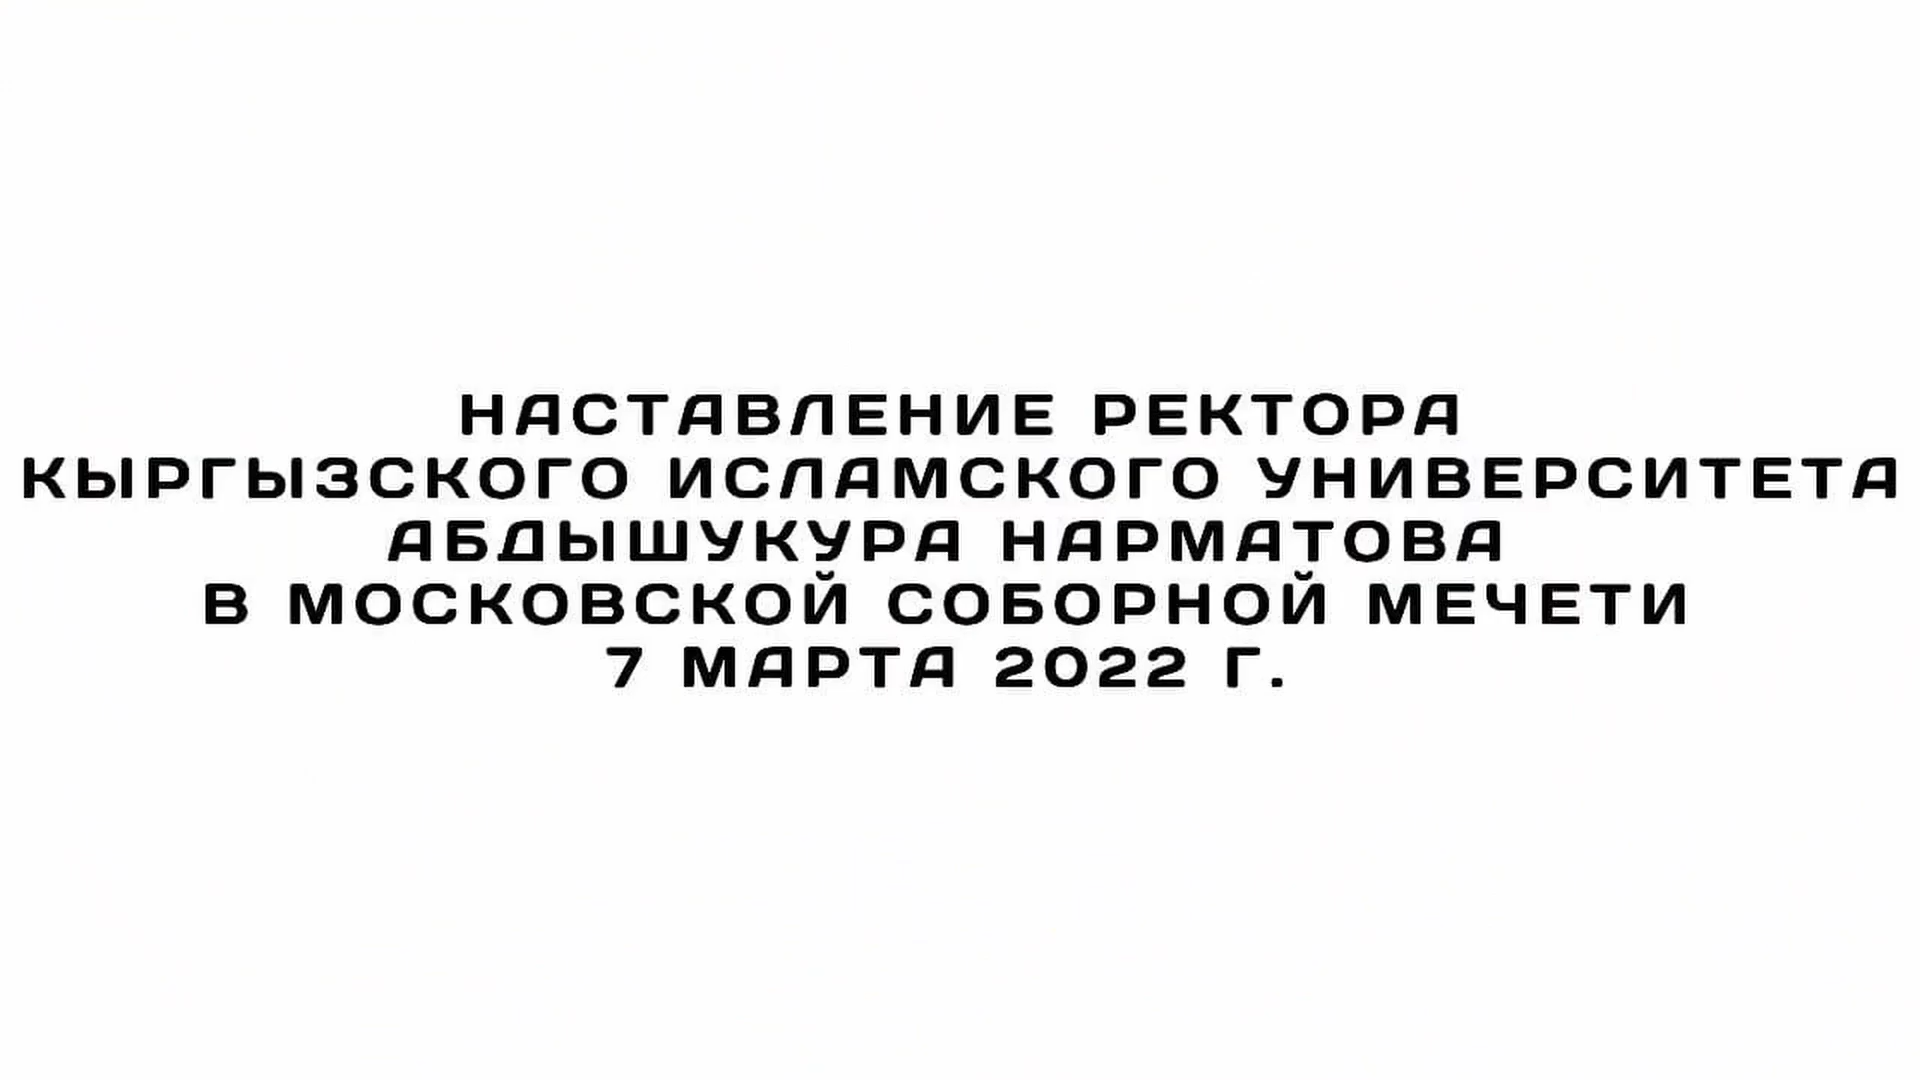 НАСТАВЛЕНИЕ РЕКТОРА
КЫРГЫЗСКОГО ИСЛАМСКОГО УНИВЕРСИТЕТА
АБДЫШУКУРА НАРМАТОВА
В МОСКОВСКОЙ СОБОРНОЙ МЕЧЕТИ
7 МАРТА 2022 Г.